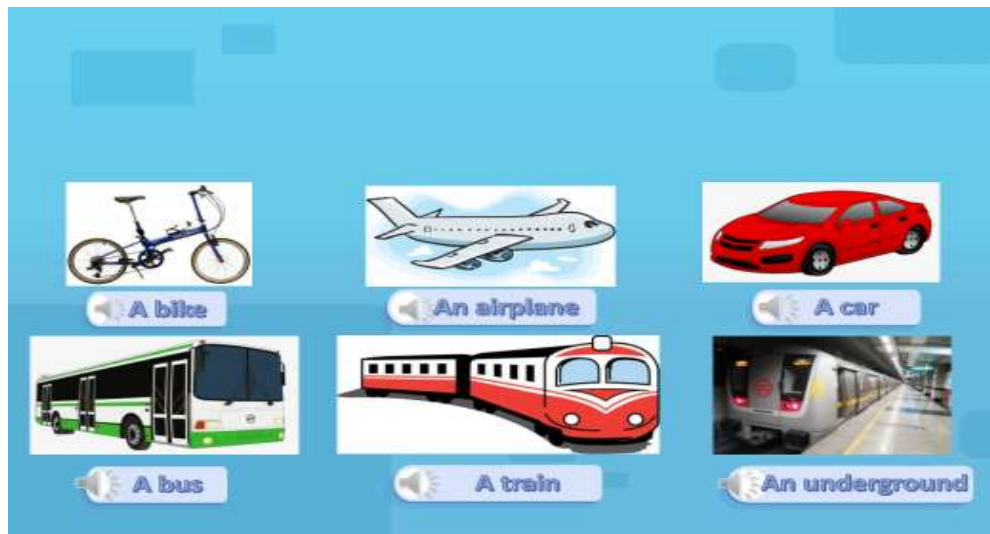 A bike
An airplane
A car
A bus
A train
An underground